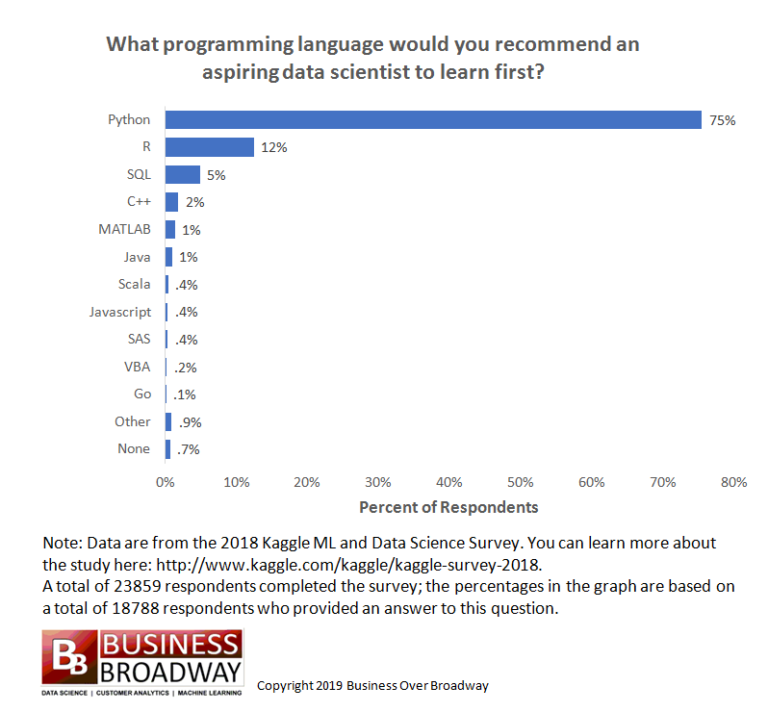 What programming language would you recommend an
aspiring data scientist to learn first?
Python 75%
R 12%
SQL 5%
C++ 2%
MATLAB 1%
Java 1%
Scala .4%
Javascript .4%
SAS .4%
VBA .2%
Go .1%
Other .9%
None .7%
0% 10% 20% 30% 40% 50% 60% 70% 80%
Percent of Respondents
Note: Data are from the 2018 Kaggle ML and Data Science Survey. You can learn more about
the study here: http://www.kaggle.com/kaggle/kaggle-survey-2018.
A total of 23859 respondents completed the survey; the percentages in the graph are based on
a total of 18788 respondents who provided an answer to this question.
BB
BUSINESS
BROADWAY
DATA SCIENCE | CUSTOMER ANALYTICS | MACHINE LEARNING
Copyright 2019 Business Over Broadway